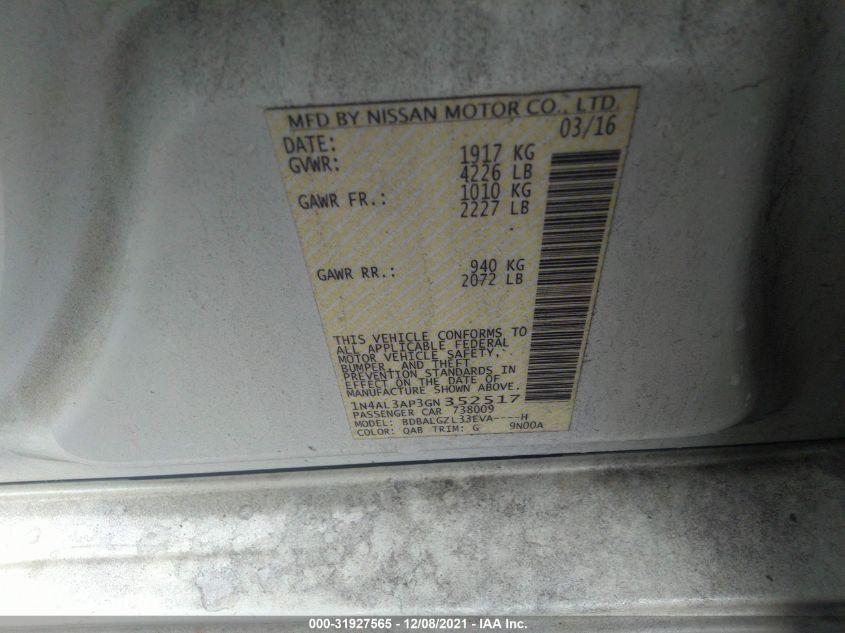 MFD BY NISSAN MOTOR CO., LTD.
DATE: 03/16
GVWR: 1917 KG
4226 LB
GAWR FR.: 1010 KG
2227 LB
GAWR RR.: 940 KG
2072 LB
THIS VEHICLE CONFORMS TO
ALL APPLICABLE FEDERAL
MOTOR VEHICLE SAFETY,
BUMPER, AND THEFT
PREVENTION STANDARDS IN
EFFECT ON THE DATE OF
MANUFACTURE SHOWN ABOVE.
1N4AL3AP3GN352517
PASSENGER CAR 738009
MODEL: BDBALGZL33EVA----H
COLOR: QAB TRIM: G 9N00A
000-31927565 - 12/08/2021 - IAA Inc.